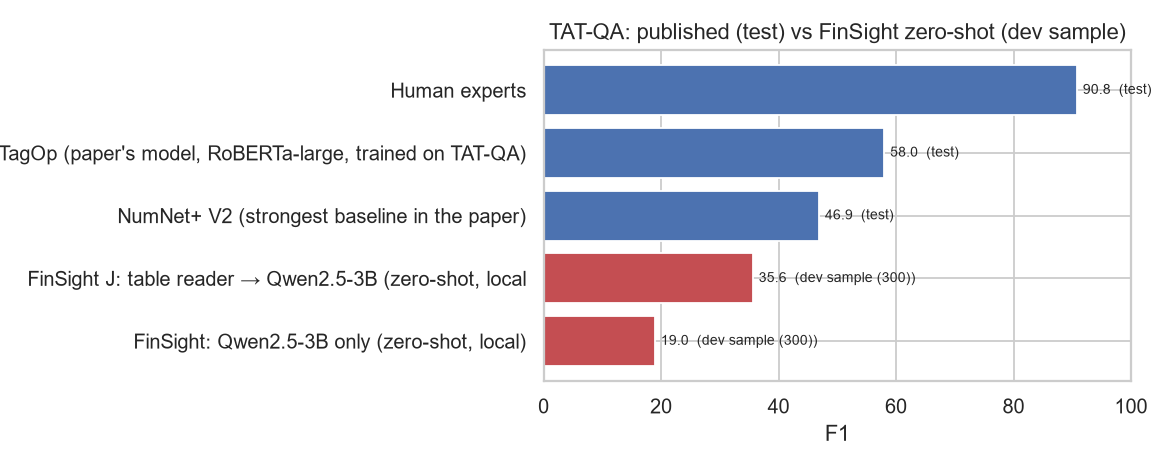 TAT-QA: published (test) vs FinSight zero-shot (dev sample)
Human experts
90.8 (test)
TagOp (paper's model, RoBERTa-large, trained on TAT-QA)
58.0 (test)
NumNet+ V2 (strongest baseline in the paper)
46.9 (test)
FinSight J: table reader → Qwen2.5-3B (zero-shot, local
35.6 (dev sample (300))
FinSight: Qwen2.5-3B only (zero-shot, local)
19.0 (dev sample (300))
0 20 40 60 80 100
F1